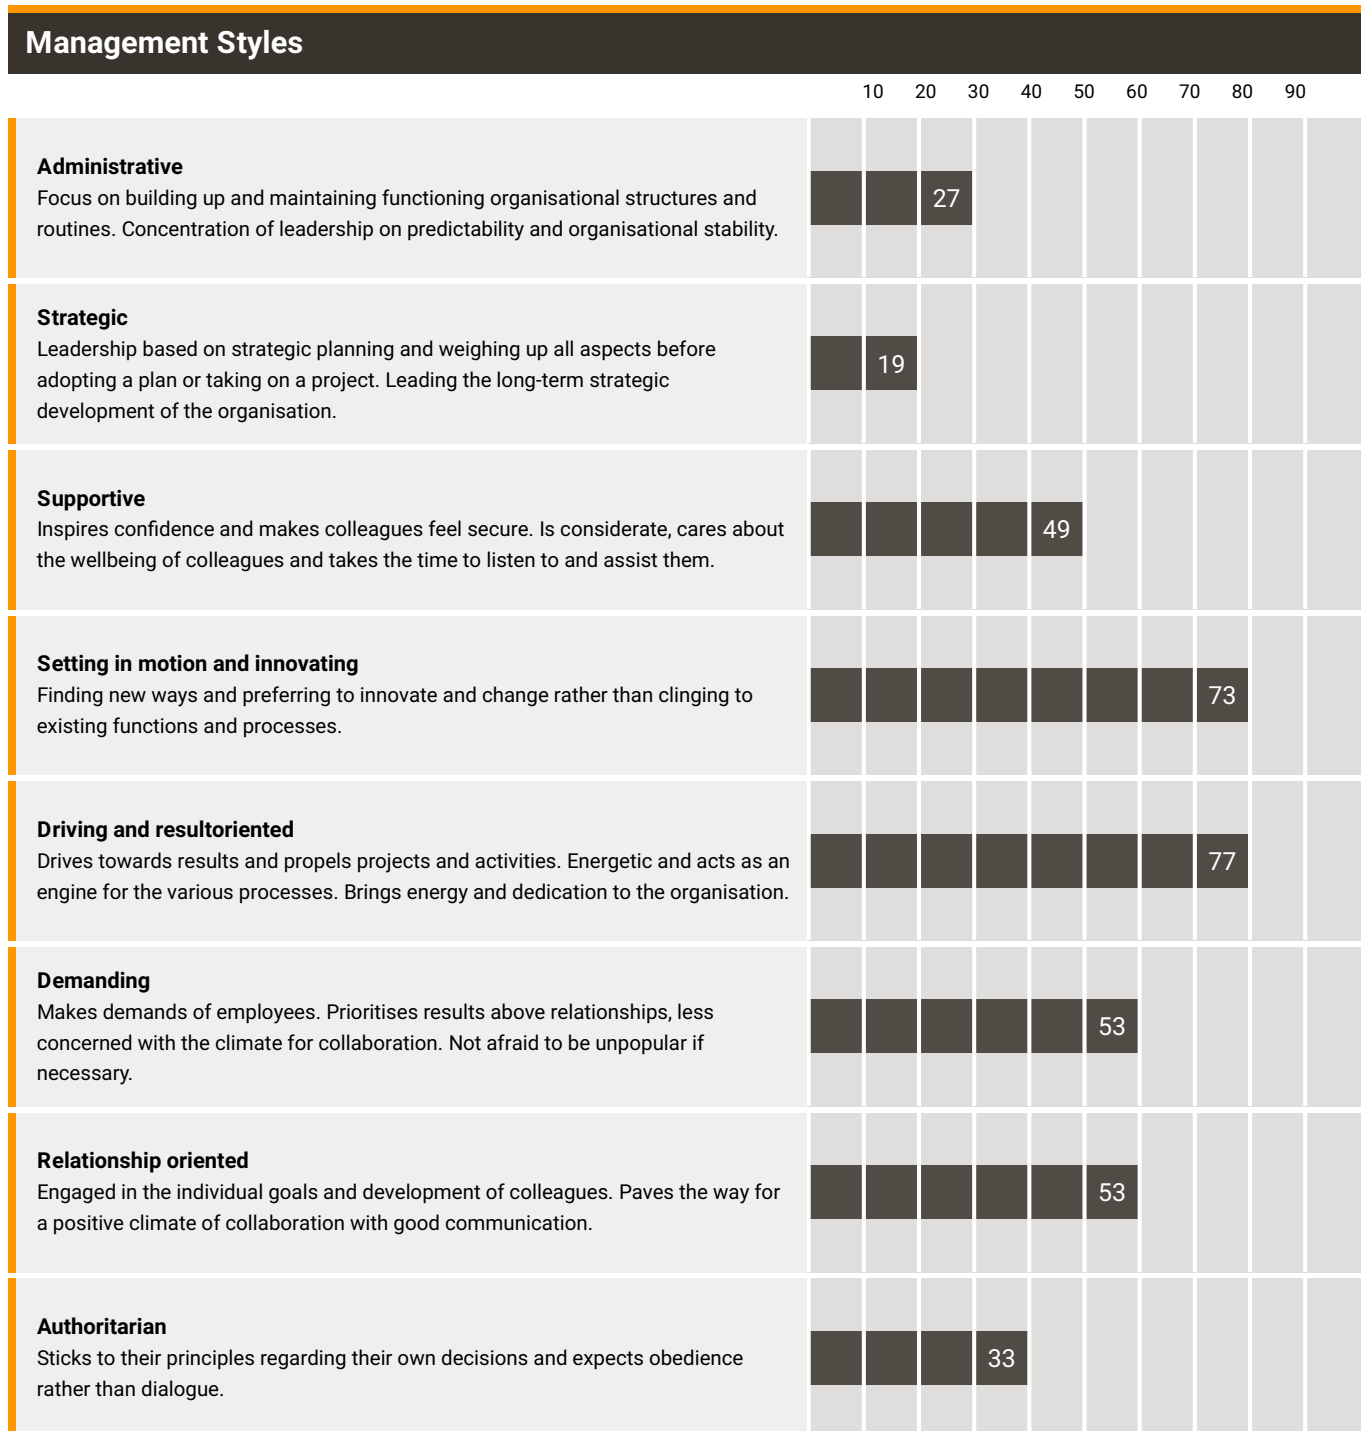 Management Styles
10 20 30 40 50 60 70 80 90
Administrative
Focus on building up and maintaining functioning organisational structures and
routines. Concentration of leadership on predictability and organisational stability.
27
Strategic
Leadership based on strategic planning and weighing up all aspects before
adopting a plan or taking on a project. Leading the long-term strategic
development of the organisation.
19
Supportive
Inspires confidence and makes colleagues feel secure. Is considerate, cares about
the wellbeing of colleagues and takes the time to listen to and assist them.
49
Setting in motion and innovating
Finding new ways and preferring to innovate and change rather than clinging to
existing functions and processes.
73
Driving and resultoriented
Drives towards results and propels projects and activities. Energetic and acts as an
engine for the various processes. Brings energy and dedication to the organisation.
77
Demanding
Makes demands of employees. Prioritises results above relationships, less
concerned with the climate for collaboration. Not afraid to be unpopular if
necessary.
53
Relationship oriented
Engaged in the individual goals and development of colleagues. Paves the way for
a positive climate of collaboration with good communication.
53
Authoritarian
Sticks to their principles regarding their own decisions and expects obedience
rather than dialogue.
33